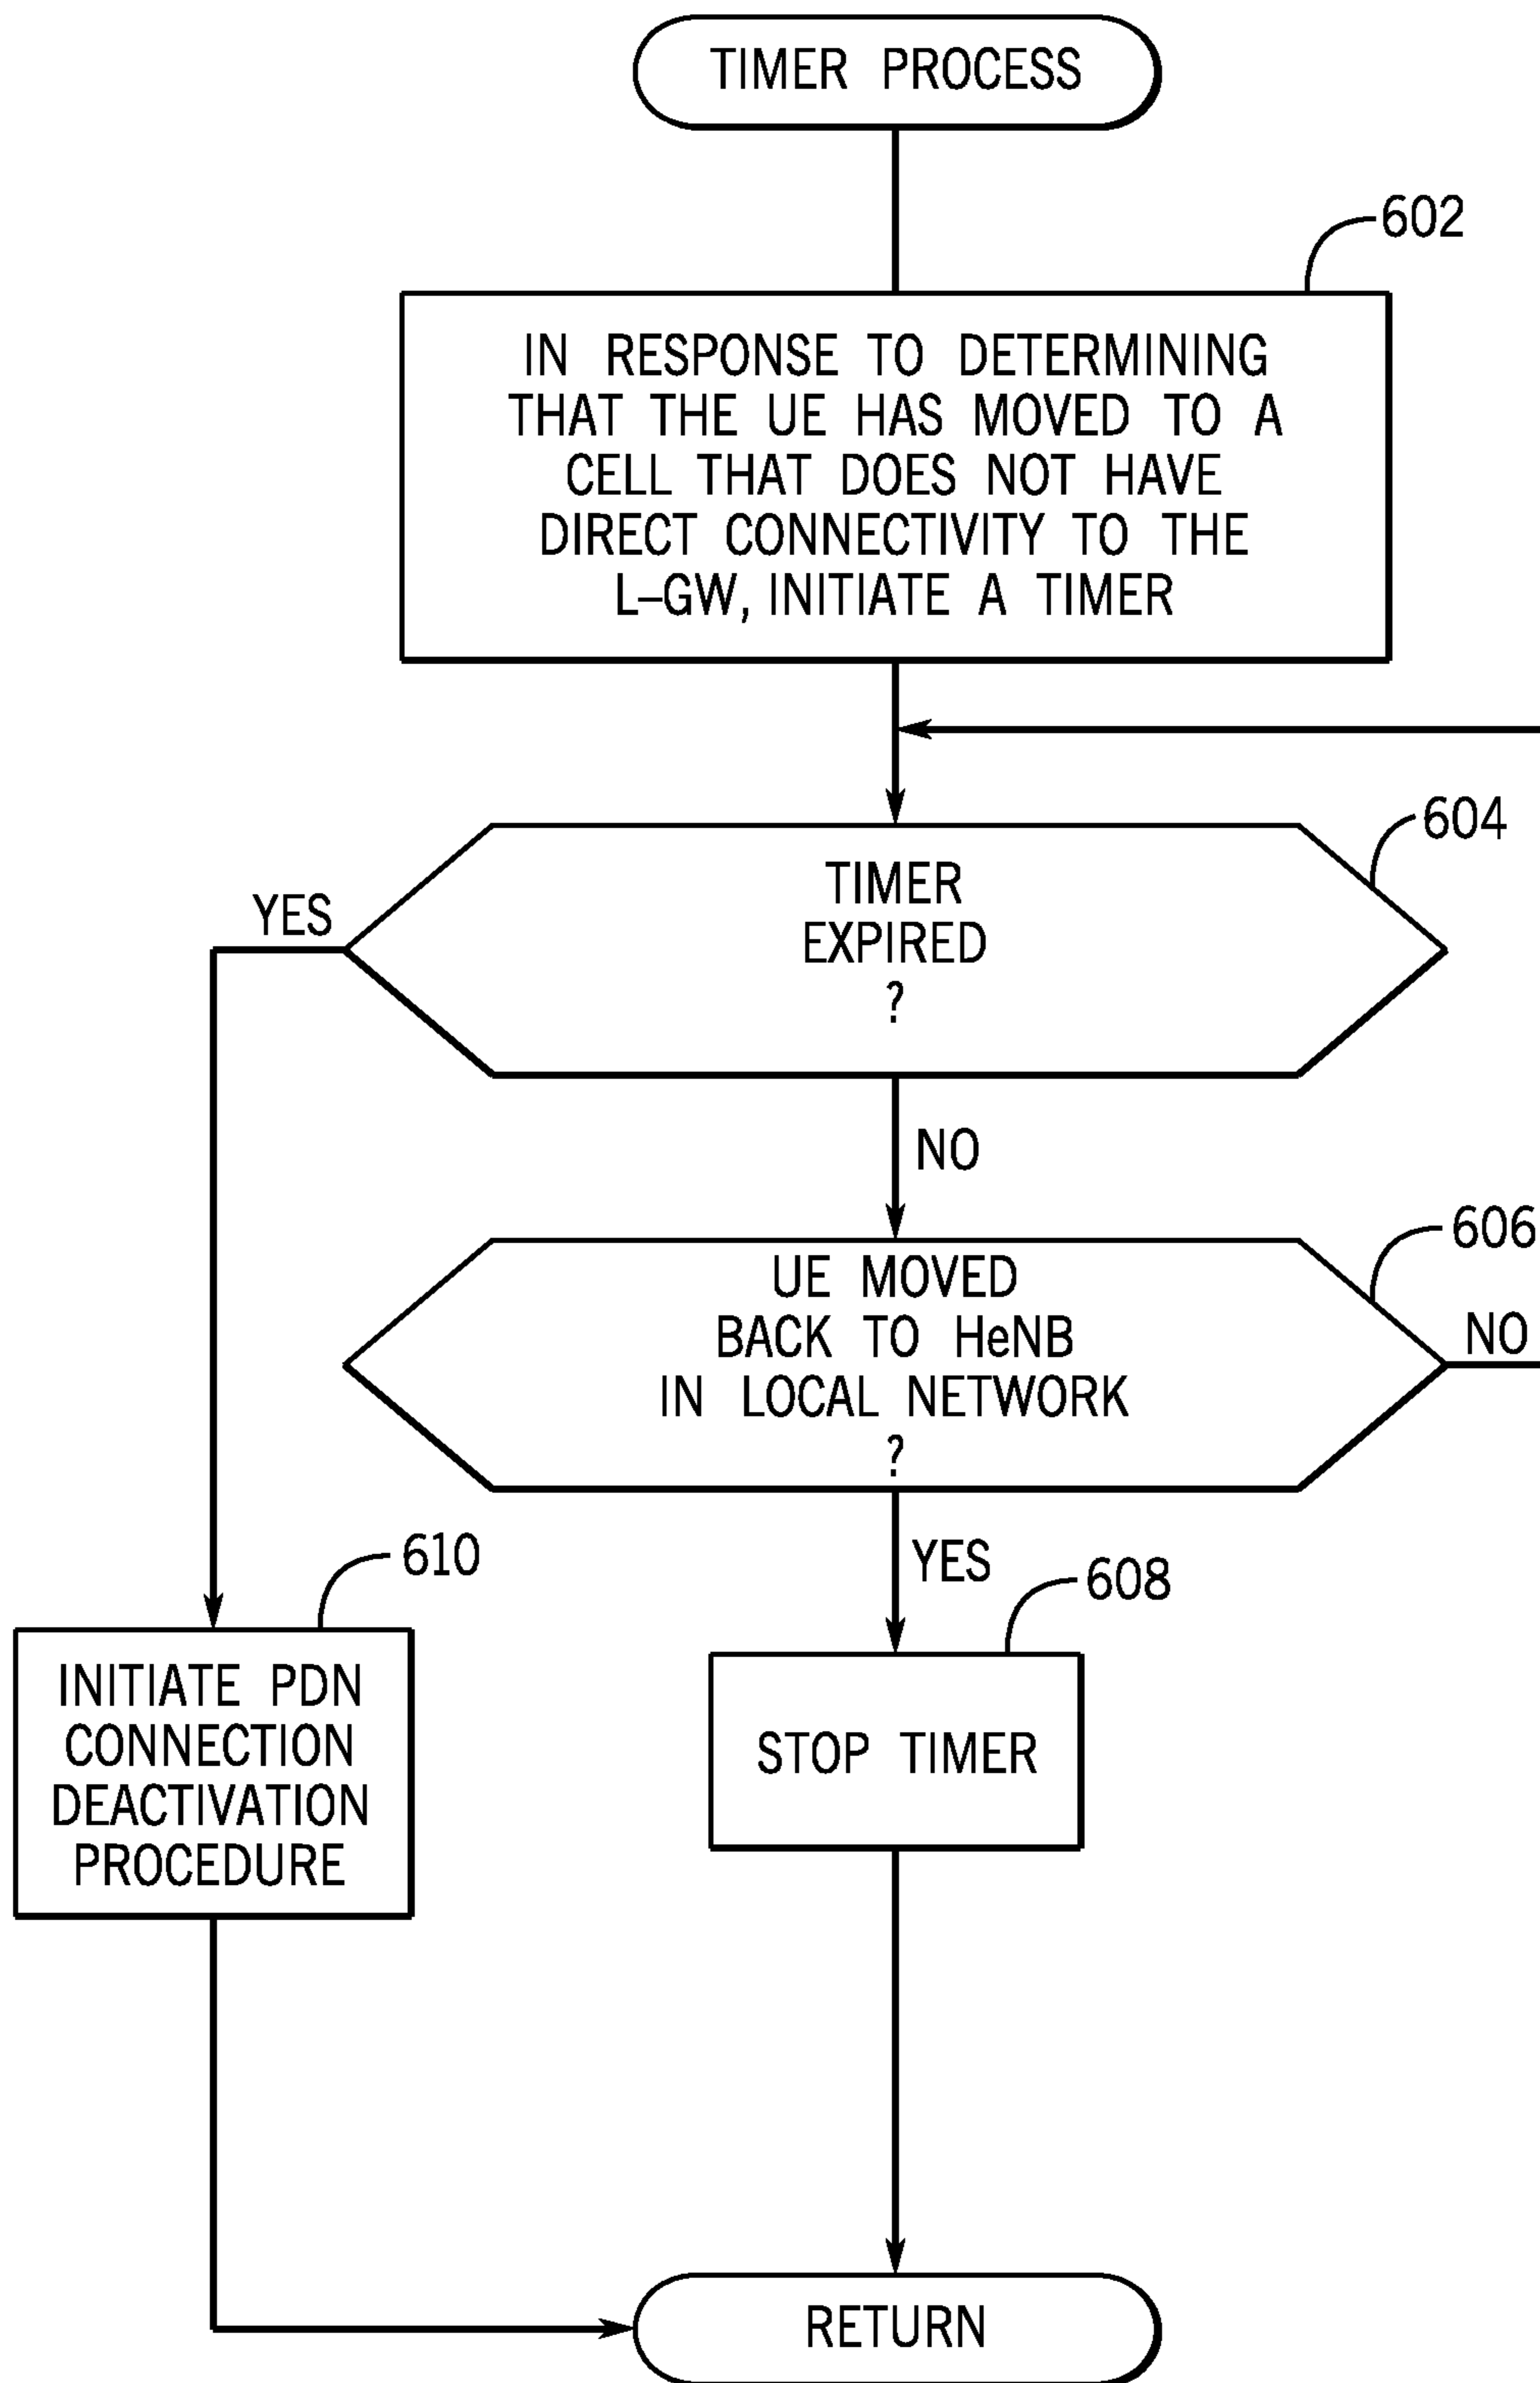 TIMER PROCESS
602
IN RESPONSE TO DETERMINING
THAT THE UE HAS MOVED TO A
CELL THAT DOES NOT HAVE
DIRECT CONNECTIVITY TO THE
L–GW, INITIATE A TIMER
604
TIMER
EXPIRED
?
YES
NO
606
UE MOVED
BACK TO HeNB
IN LOCAL NETWORK
?
NO
YES
610
INITIATE PDN
CONNECTION
DEACTIVATION
PROCEDURE
608
STOP TIMER
RETURN